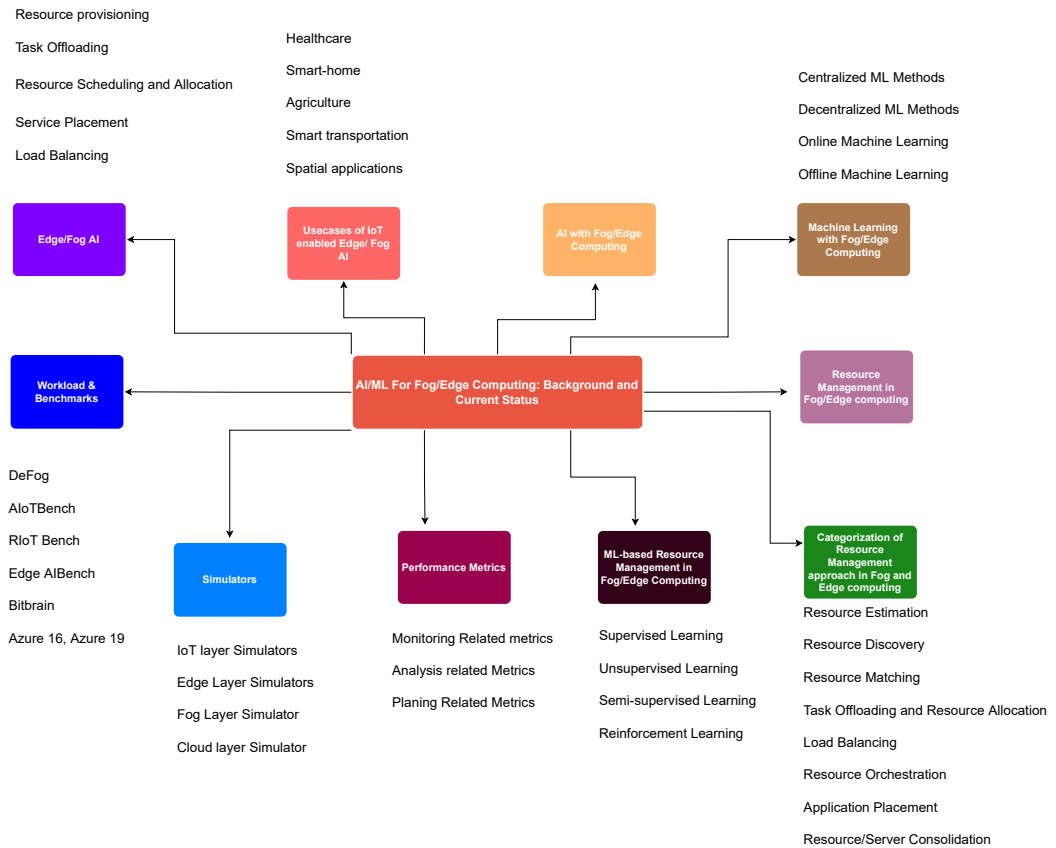 Resource provisioning
Task Offloading
Resource Scheduling and Allocation
Service Placement
Load Balancing
Healthcare
Smart-home
Agriculture
Smart transportation
Spatial applications
Centralized ML Methods
Decentralized ML Methods
Online Machine Learning
Offline Machine Learning
Edge/Fog AI
Usecases of IoT
enabled Edge/ Fog
AI
AI with Fog/Edge
Computing
Machine Learning
with Fog/Edge
Computing
Workload &
Benchmarks
AI/ML For Fog/Edge Computing: Background and
Current Status
Resource
Management in
Fog/Edge computing
DeFog
AIoTBench
RIoT Bench
Edge AIBench
Bitbrain
Azure 16, Azure 19
Simulators
IoT layer Simulators
Edge Layer Simulators
Fog Layer Simulator
Cloud layer Simulator
Performance Metrics
Monitoring Related metrics
Analysis related Metrics
Planing Related Metrics
ML-based Resource
Management in
Fog/Edge Computing
Supervised Learning
Unsupervised Learning
Semi-supervised Learning
Reinforcement Learning
Categorization of
Resource
Management
approach in Fog and
Edge computing
Resource Estimation
Resource Discovery
Resource Matching
Task Offloading and Resource Allocation
Load Balancing
Resource Orchestration
Application Placement
Resource/Server Consolidation